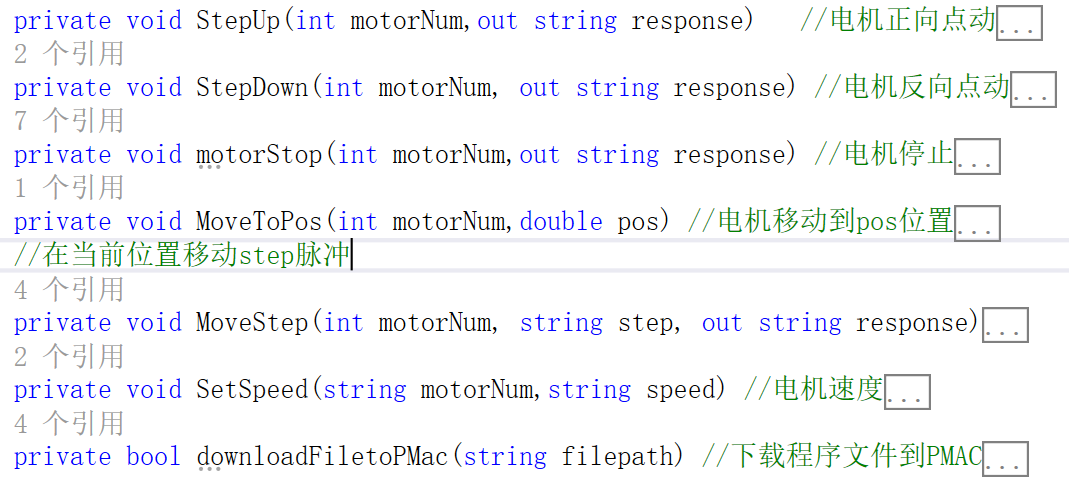 private void StepUp(int motorNum,out string response)   //电机正向点动...
2 个引用
private void StepDown(int motorNum, out string response) //电机反向点动...
7 个引用
private void motorStop(int motorNum,out string response) //电机停止...
1 个引用
private void MoveToPos(int motorNum,double pos) //电机移动到pos位置...
//在当前位置移动step脉冲
4 个引用
private void MoveStep(int motorNum, string step, out string response)...
2 个引用
private void SetSpeed(string motorNum,string speed) //电机速度...
4 个引用
private bool downloadFiletoPMac(string filepath) //下载程序文件到PMAC...